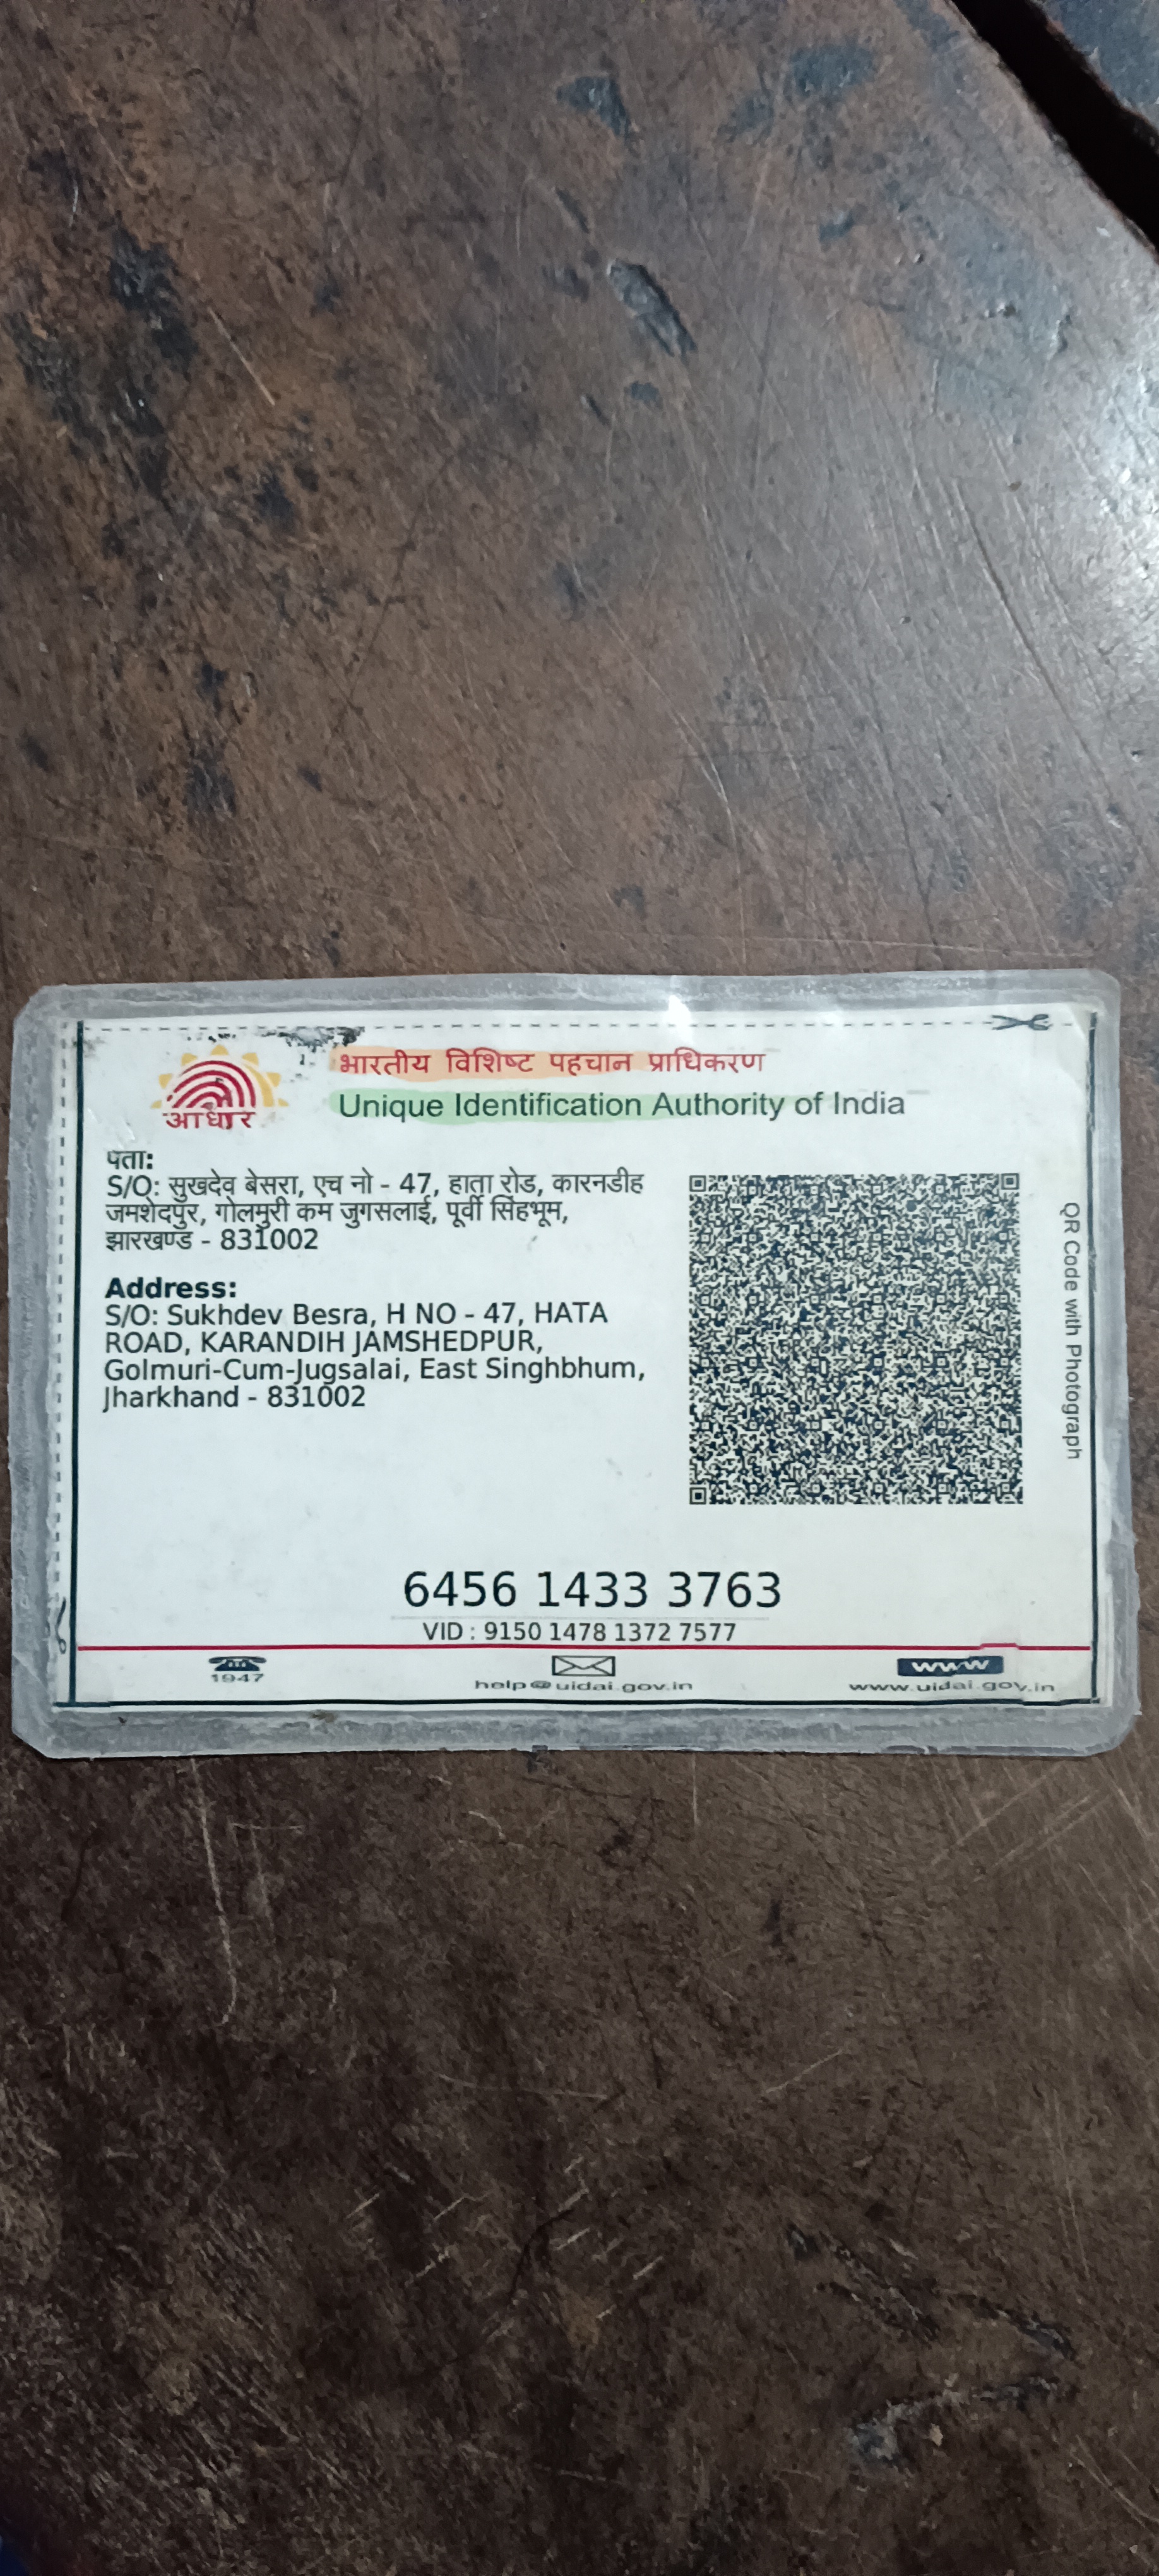 भारतीय विशिष्ट पहचान प्राधिकरण
Unique Identification Authority of India
आधार
पता:
S/O: सुखदेव बेसरा, एच नो - 47, हाता रोड, कारनडीह
जमशेदपुर, गोलमुरी कम जुगसलाई, पूर्वी सिंहभूम,
झारखण्ड - 831002
Address:
S/O: Sukhdev Besra, H NO - 47, HATA
ROAD, KARANDIH JAMSHEDPUR,
Golmuri-Cum-Jugsalai, East Singhbhum,
Jharkhand - 831002
QR Code with Photograph
6456 1433 3763
VID : 9150 1478 1372 7577
1947
help@uidai.gov.in
www
www.uidai.gov.in